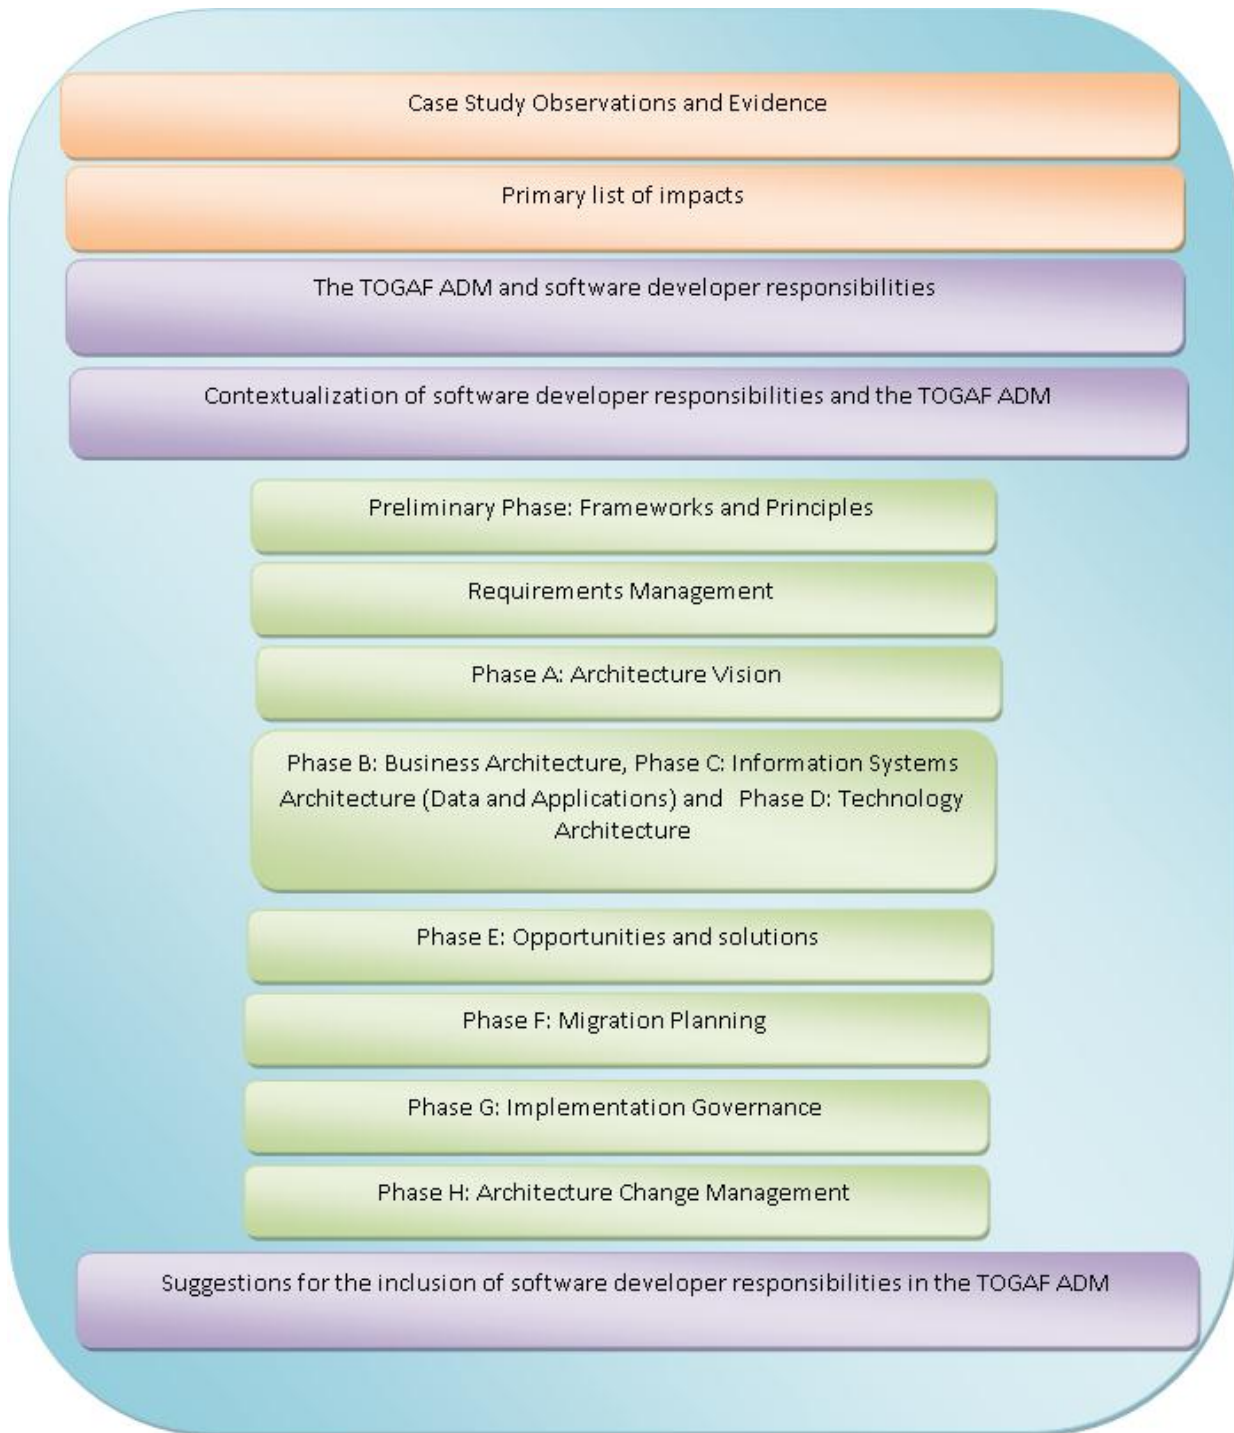 Case Study Observations and Evidence
Primary list of impacts
The TOGAF ADM and software developer responsibilities
Contextualization of software developer responsibilities and the TOGAF ADM
Preliminary Phase: Frameworks and Principles
Requirements Management
Phase A: Architecture Vision
Phase B: Business Architecture, Phase C: Information Systems
Architecture (Data and Applications) and Phase D: Technology
Architecture
Phase E: Opportunities and solutions
Phase F: Migration Planning
Phase G: Implementation Governance
Phase H: Architecture Change Management
Suggestions for the inclusion of software developer responsibilities in the TOGAF ADM